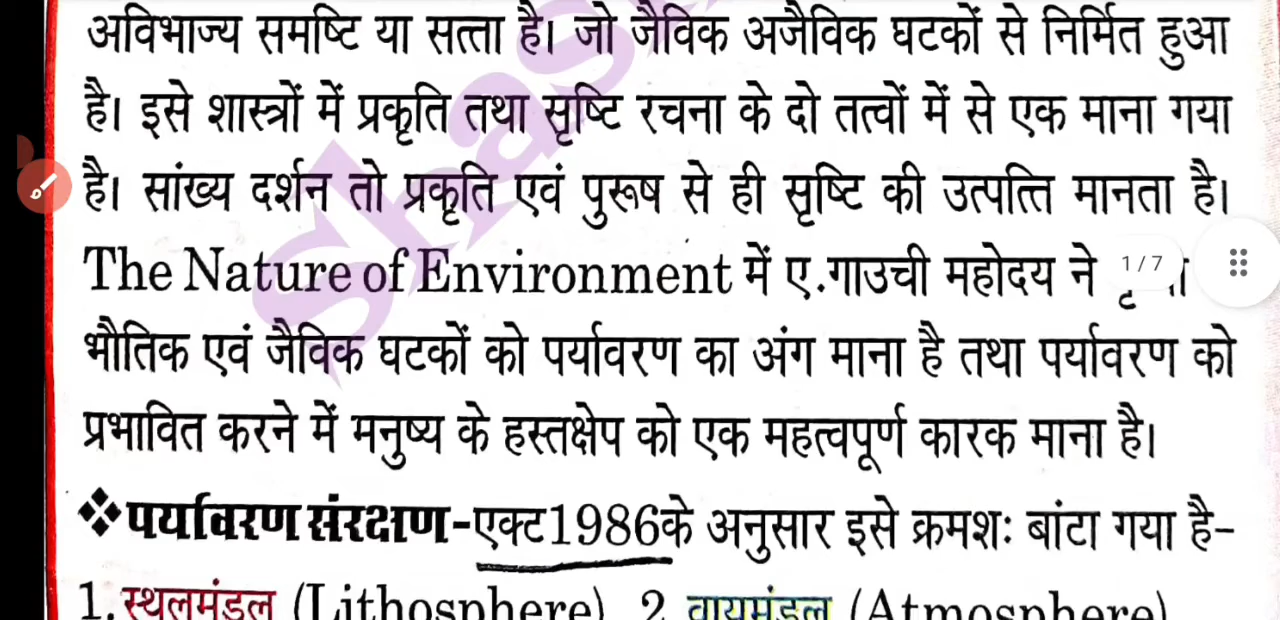 अविभाज्य समष्टि या सत्ता है। जो जैविक अजैविक घटकों से निर्मित हुआ
है। इसे शास्त्रों में प्रकृति तथा सृष्टि रचना के दो तत्वों में से एक माना गया
है। सांख्य दर्शन तो प्रकृति एवं पुरूष से ही सृष्टि की उत्पत्ति मानता है।
The Nature of Environment में ए.गाउची महोदय ने
1/7
भौतिक एवं जैविक घटकों को पर्यावरण का अंग माना है तथा पर्यावरण को
प्रभावित करने में मनुष्य के हस्तक्षेप को एक महत्वपूर्ण कारक माना है।
❖पर्यावरण संरक्षण-एक्ट1986के अनुसार इसे क्रमशः बांटा गया है-
1. स्थलमंडल (Lithosphere) 2. वायुमंडल (Atmosphere)